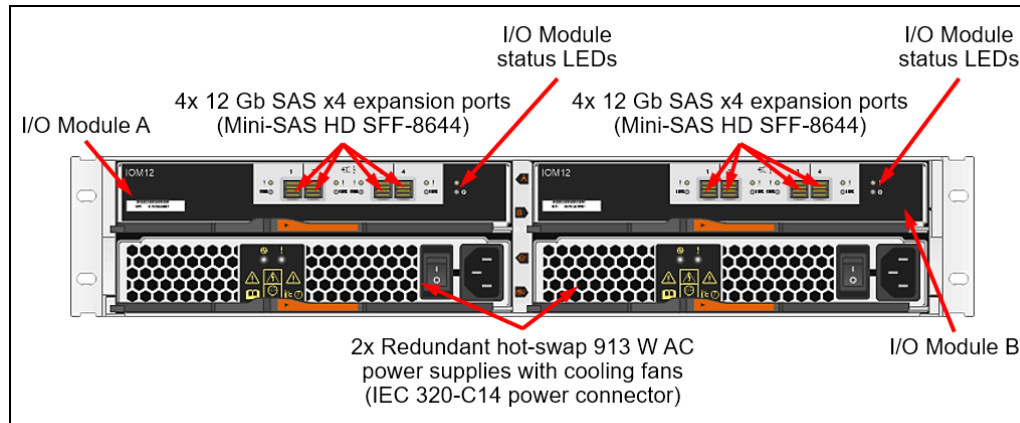 I/O Module
status LEDs
I/O Module
status LEDs
4x 12 Gb SAS x4 expansion ports
(Mini-SAS HD SFF-8644)
4x 12 Gb SAS x4 expansion ports
(Mini-SAS HD SFF-8644)
I/O Module A
IOM12
1
4
IOM12
1
4
A
B
2x Redundant hot-swap 913 W AC
power supplies with cooling fans
(IEC 320-C14 power connector)
I/O Module B